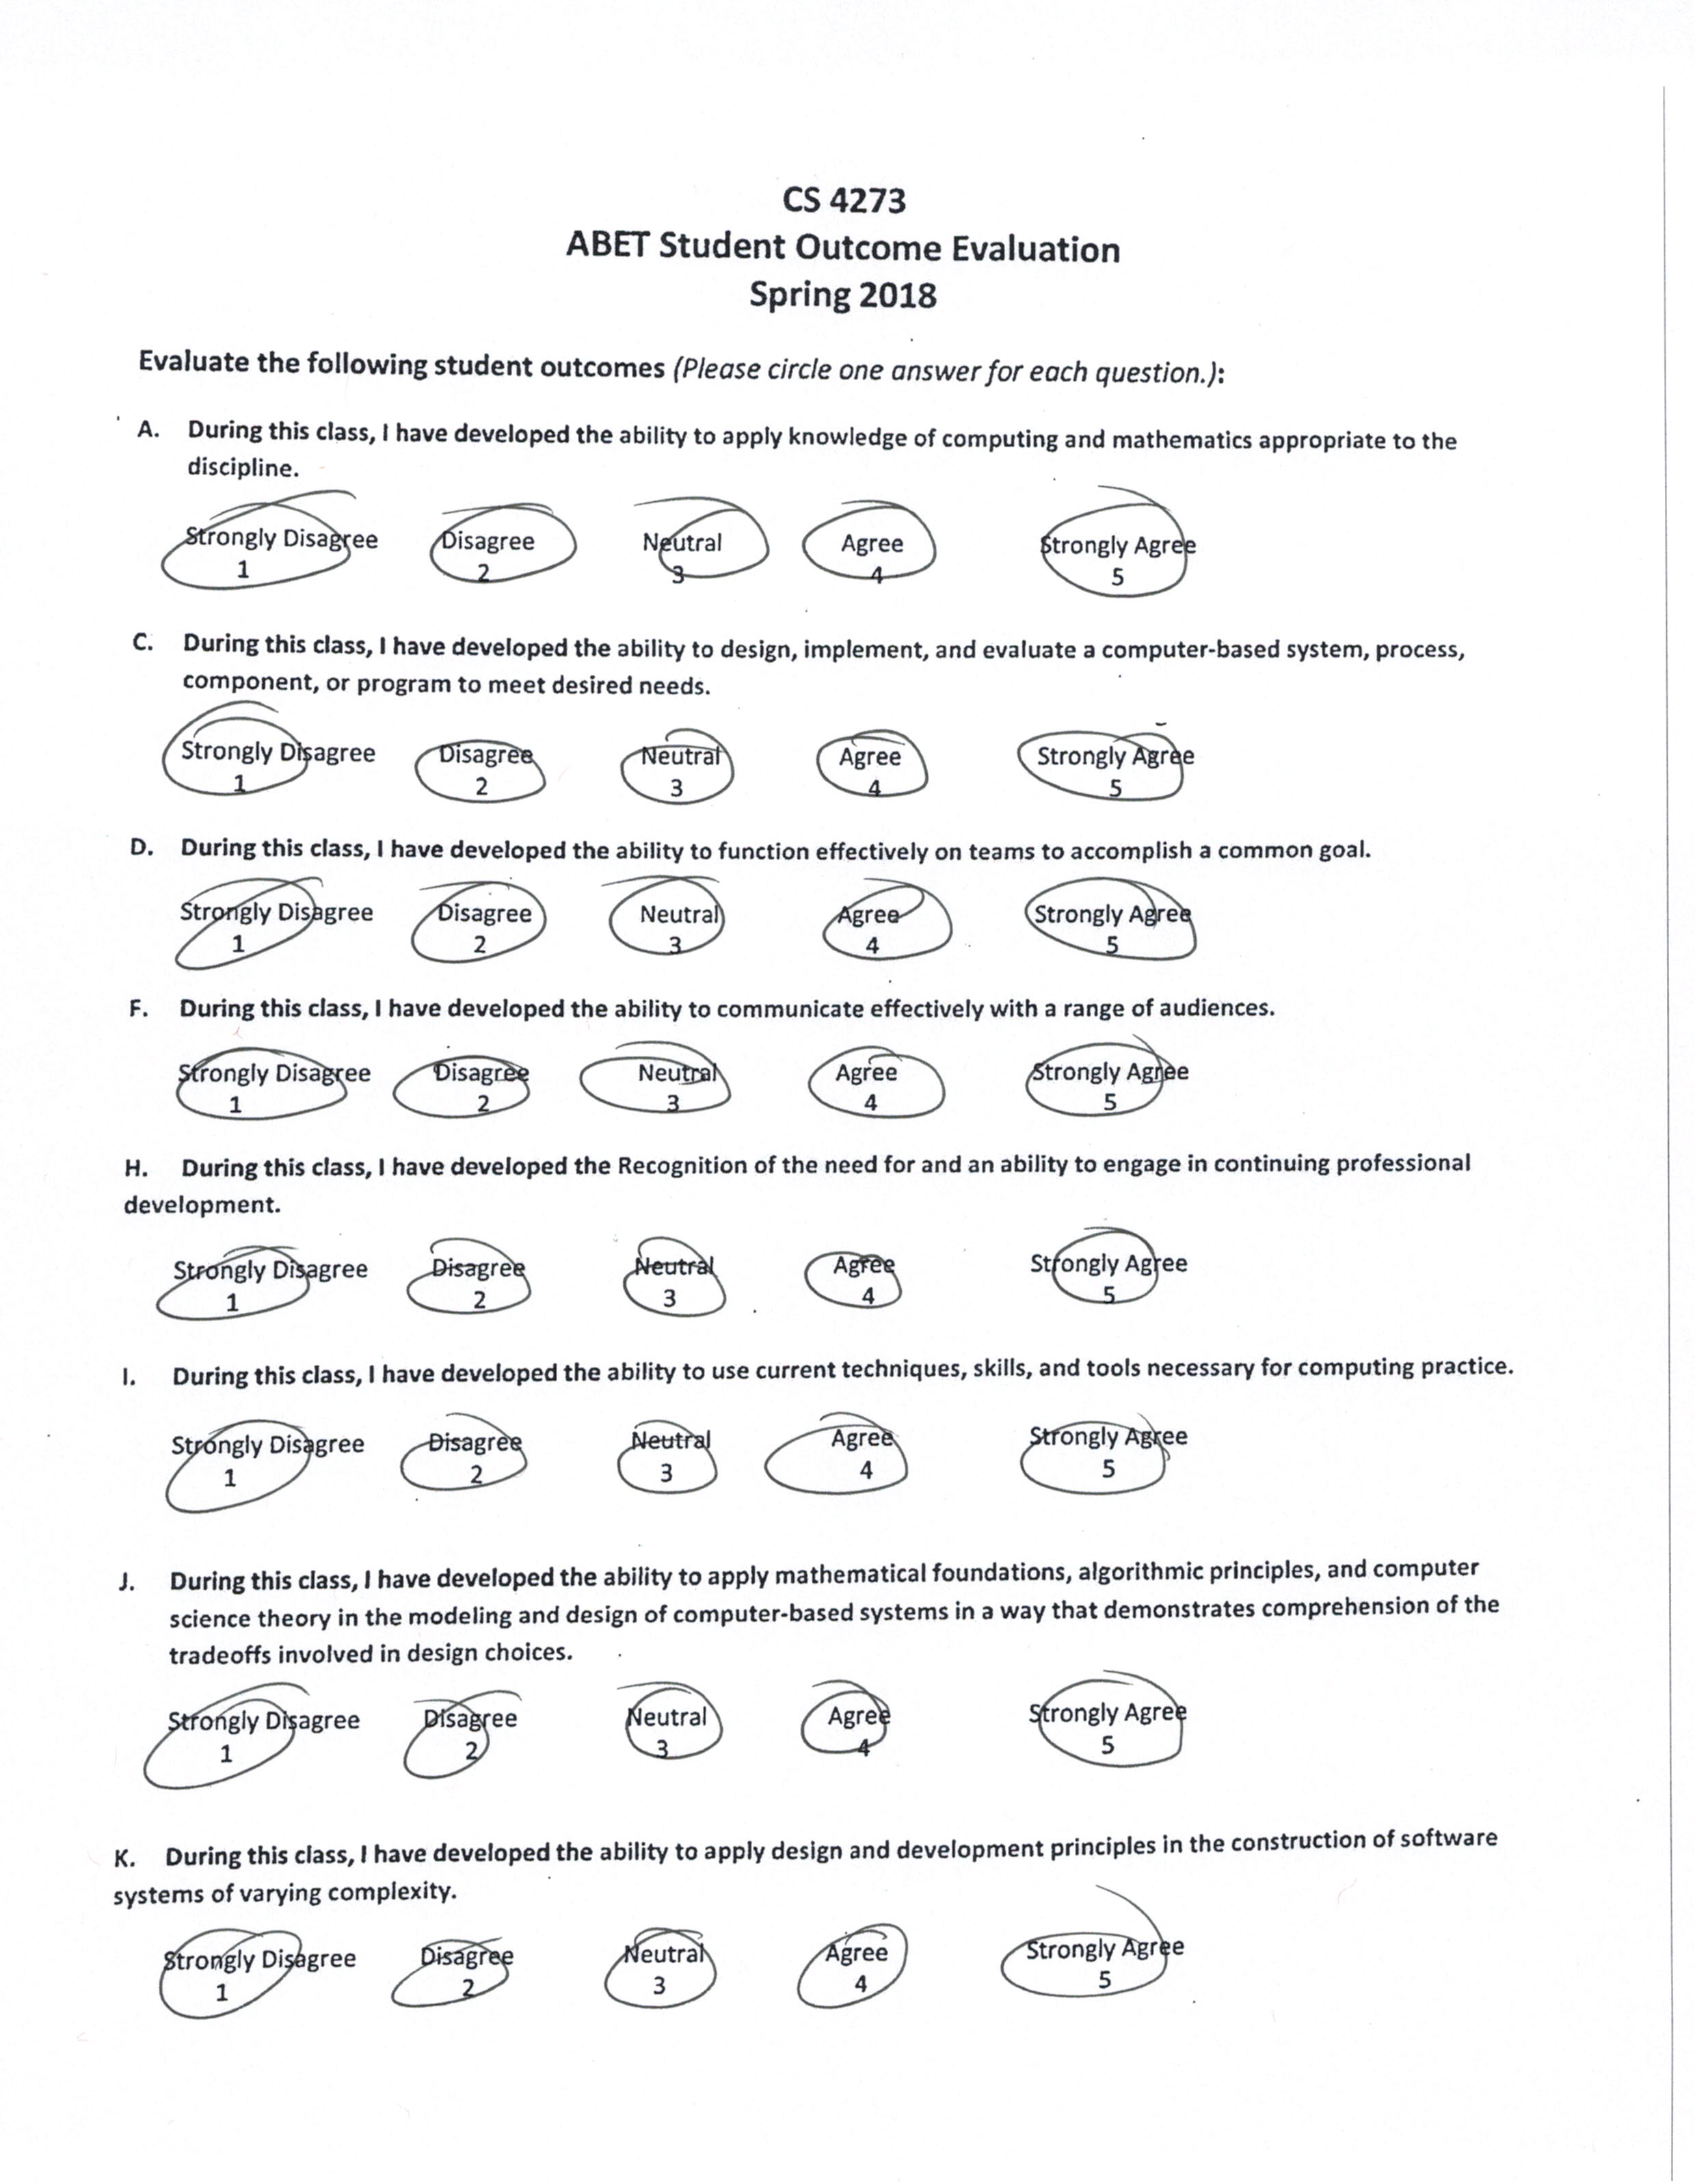 CS 4273
ABET Student Outcome Evaluation
Spring 2018
Evaluate the following student outcomes (Please circle one answer for each question.):
A. During this class, I have developed the ability to apply knowledge of computing and mathematics appropriate to the
discipline.
Strongly Disagree Disagree Neutral Agree Strongly Agree
1 2 3 4 5
C. During this class, I have developed the ability to design, implement, and evaluate a computer-based system, process,
component, or program to meet desired needs.
Strongly Disagree Disagree Neutral Agree Strongly Agree
1 2 3 4 5
D. During this class, I have developed the ability to function effectively on teams to accomplish a common goal.
Strongly Disagree Disagree Neutral Agree Strongly Agree
1 2 3 4 5
F. During this class, I have developed the ability to communicate effectively with a range of audiences.
Strongly Disagree Disagree Neutral Agree Strongly Agree
1 2 3 4 5
H. During this class, I have developed the Recognition of the need for and an ability to engage in continuing professional
development.
Strongly Disagree Disagree Neutral Agree Strongly Agree
1 2 3 4 5
I. During this class, I have developed the ability to use current techniques, skills, and tools necessary for computing practice.
Strongly Disagree Disagree Neutral Agree Strongly Agree
1 2 3 4 5
J. During this class, I have developed the ability to apply mathematical foundations, algorithmic principles, and computer
science theory in the modeling and design of computer-based systems in a way that demonstrates comprehension of the
tradeoffs involved in design choices.
Strongly Disagree Disagree Neutral Agree Strongly Agree
1 2 3 4 5
K. During this class, I have developed the ability to apply design and development principles in the construction of software
systems of varying complexity.
Strongly Disagree Disagree Neutral Agree Strongly Agree
1 2 3 4 5